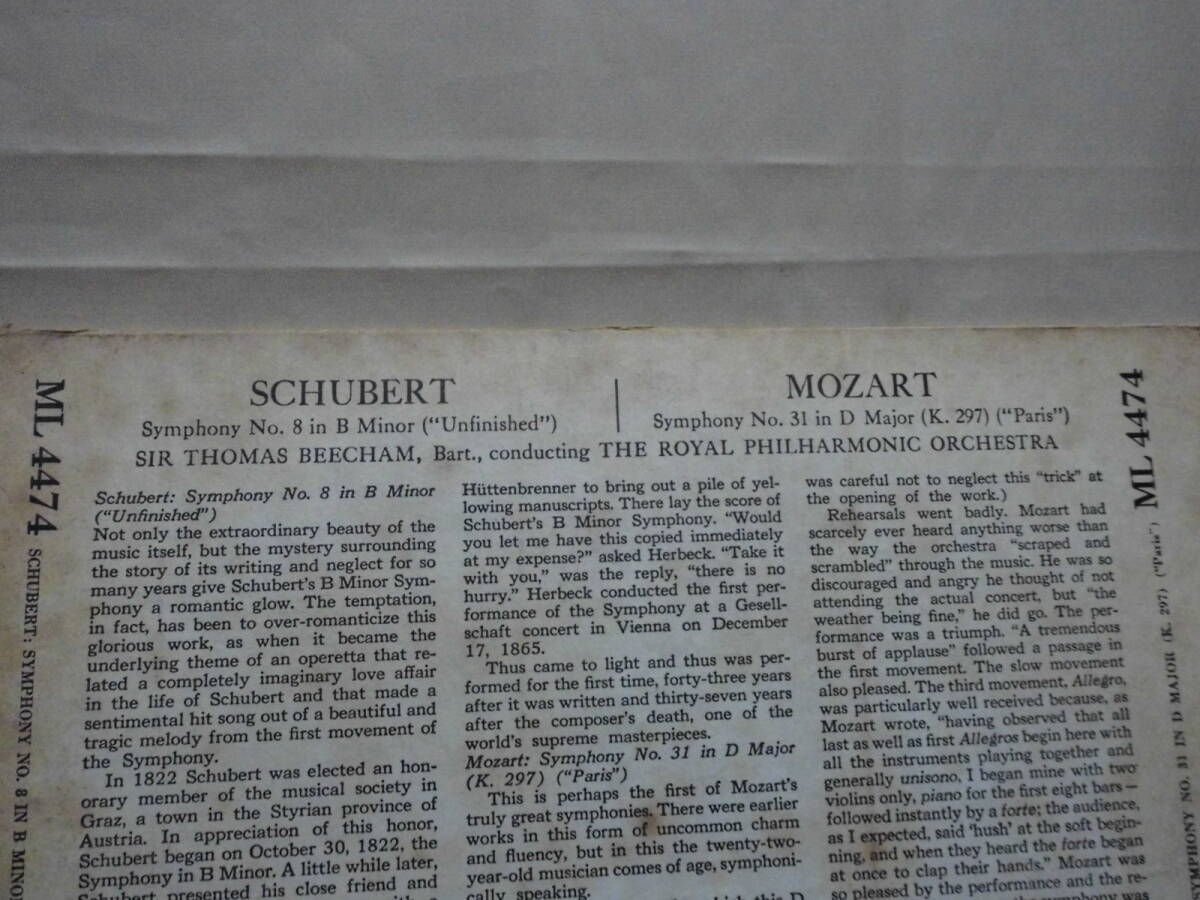 SCHUBERT
Symphony No. 8 in B Minor ("Unfinished")
MOZART
Symphony No. 31 in D Major (K. 297) ("Paris")
SIR THOMAS BEECHAM, Bart., conducting THE ROYAL PHILHARMONIC ORCHESTRA
ML 4474
SCHUBERT: SYMPHONY NO. 8 IN B MINOR
Schubert: Symphony No. 8 in B Minor
("Unfinished")
Not only the extraordinary beauty of the
music itself, but the mystery surrounding
the story of its writing and neglect for so
many years give Schubert's B Minor Sym-
phony a romantic glow. The temptation,
in fact, has been to over-romanticize this
glorious work, as when it became the
underlying theme of an operetta that re-
lated a completely imaginary love affair
in the life of Schubert and that made a
sentimental hit song out of a beautiful and
tragic melody from the first movement of
the Symphony.
In 1822 Schubert was elected an hon-
orary member of the musical society in
Graz, a town in the Styrian province of
Austria. In appreciation of this honor,
Schubert began on October 30, 1822, the
Symphony in B Minor. A little while later,
Schubert presented his close friend and
Hüttenbrenner to bring out a pile of yel-
lowing manuscripts. There lay the score of
Schubert's B Minor Symphony. "Would
you let me have this copied immediately
at my expense?" asked Herbeck. "Take it
with you," was the reply, "there is no
hurry." Herbeck conducted the first per-
formance of the Symphony at a Gesell-
schaft concert in Vienna on December
17, 1865.
Thus came to light and thus was per-
formed for the first time, forty-three years
after it was written and thirty-seven years
after the composer's death, one of the
world's supreme masterpieces.
Mozart: Symphony No. 31 in D Major
(K. 297) ("Paris")
This is perhaps the first of Mozart's
truly great symphonies. There were earlier
works in this form of uncommon charm
and fluency, but in this the twenty-two-
year-old musician comes of age, symphoni-
cally speaking.
which this D
was careful not to neglect this "trick" at
the opening of the work.)
Rehearsals went badly. Mozart had
scarcely ever heard anything worse than
the way the orchestra "scraped and
scrambled" through the music. He was so
discouraged and angry he thought of not
attending the actual concert, but "the
weather being fine," he did go. The per-
formance was a triumph. "A tremendous
burst of applause" followed a passage in
the first movement. The slow movement
also pleased. The third movement, Allegro,
was particularly well received because, as
Mozart wrote, "having observed that all
last as well as first Allegros begin here with
all the instruments playing together and
generally unisono, I began mine with two
violins only, piano for the first eight bars—
followed instantly by a forte; the audience,
as I expected, said 'hush' at the soft begin-
ning, and when they heard the forte began
at once to clap their hands." Mozart was
so pleased by the performance and the re-
the symphony was
ML 4474
SYMPHONY NO. 31 IN D MAJOR (K. 297) ("Paris")